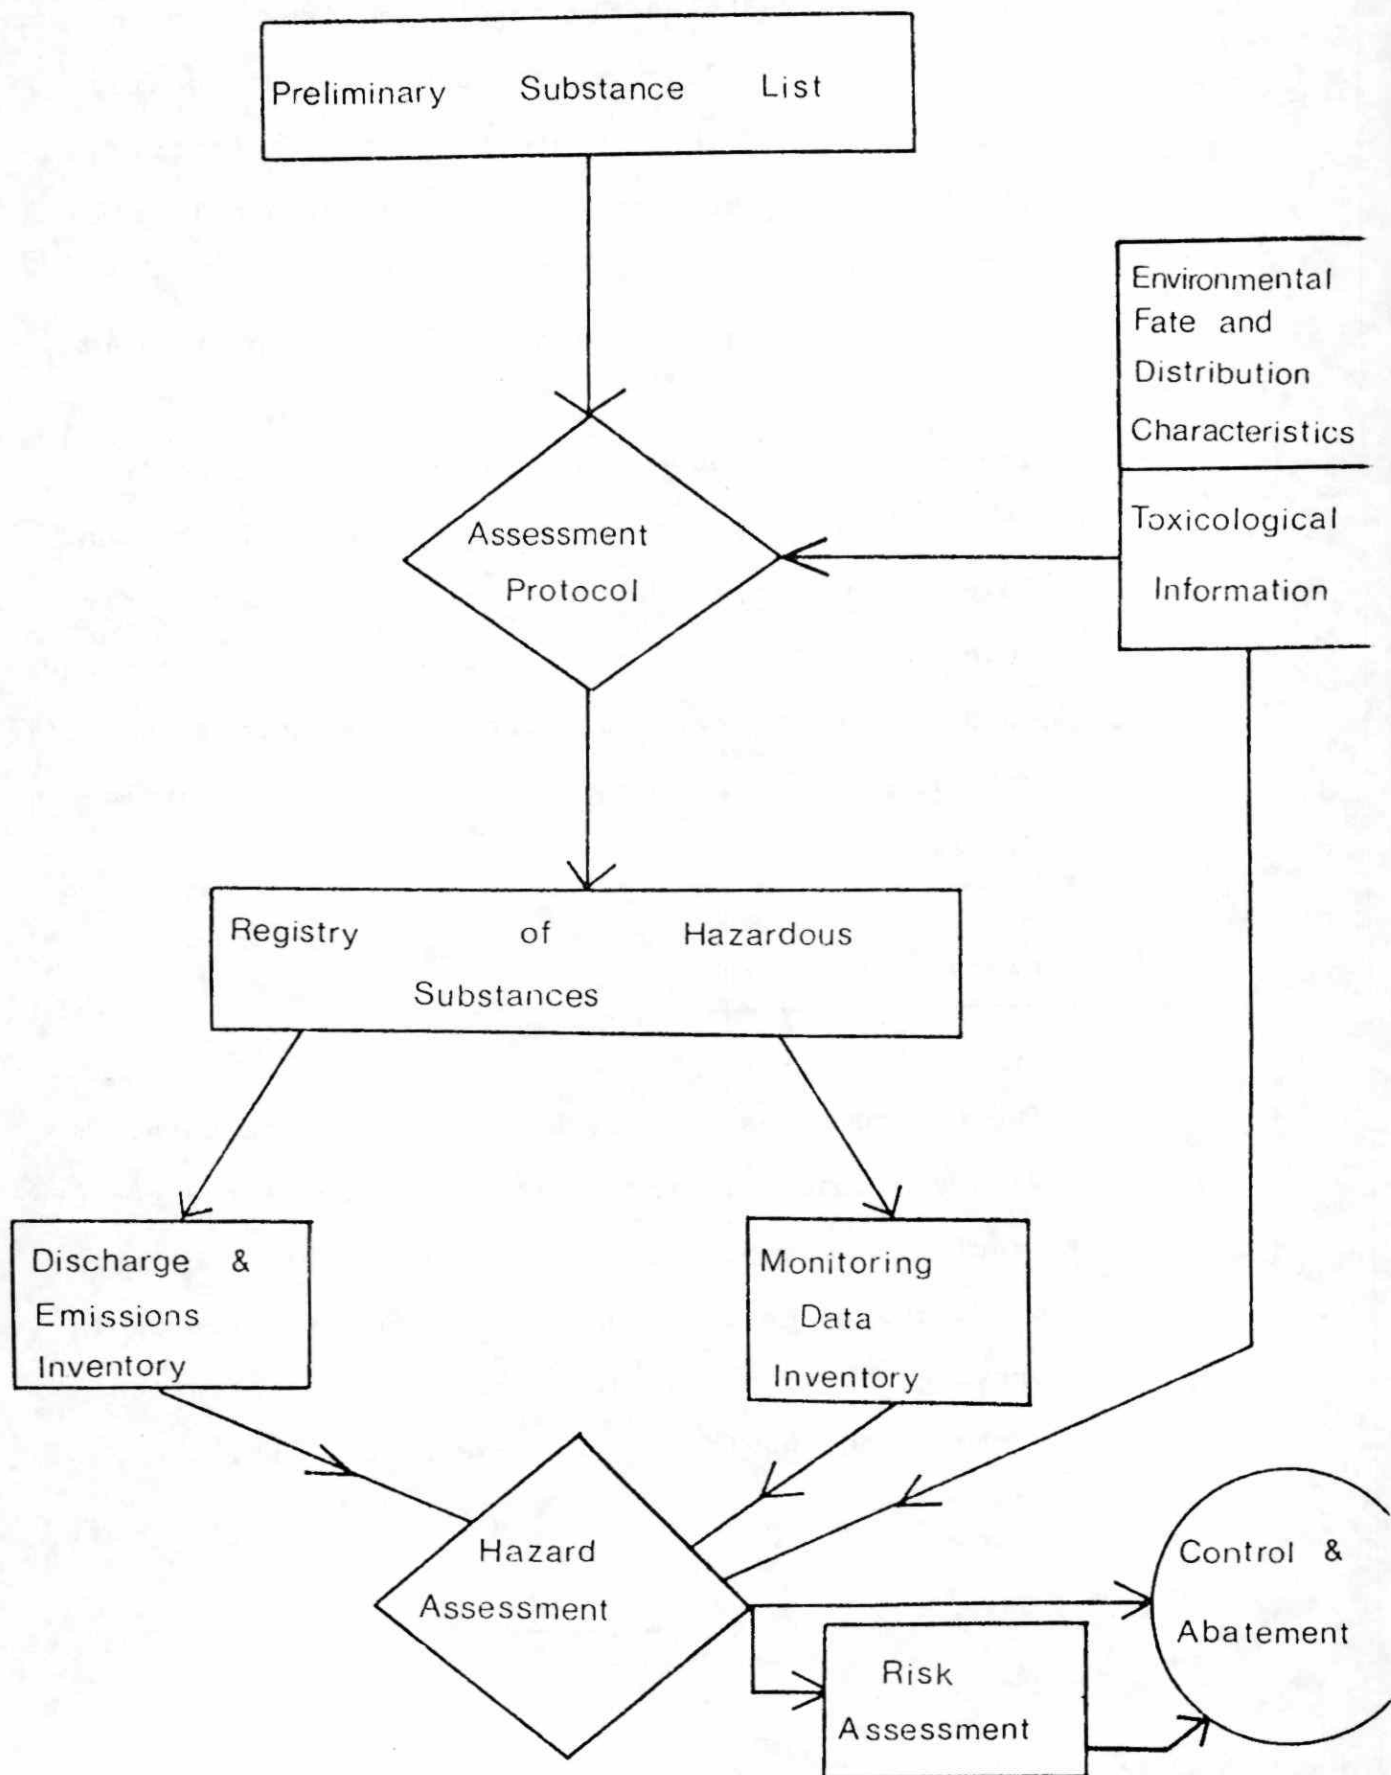 Preliminary Substance List
Environmental
Fate and
Distribution
Characteristics
Toxicological
Information
Assessment
Protocol
Registry of Hazardous
Substances
Discharge &
Emissions
Inventory
Monitoring
Data
Inventory
Hazard
Assessment
Control &
Abatement
Risk
Assessment